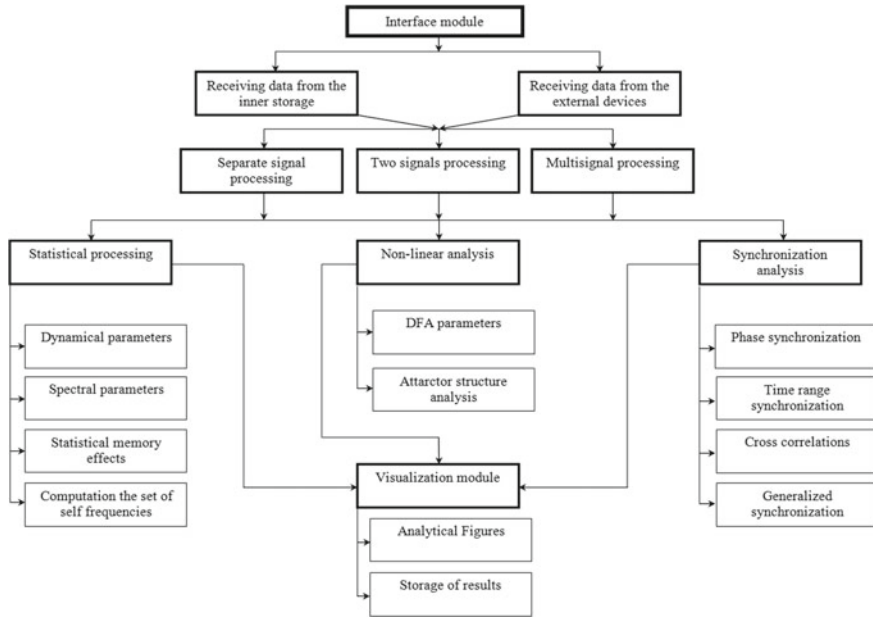 Interface module
Receiving data from the
inner storage
Receiving data from the
external devices
Separate signal
processing
Two signals processing
Multisignal processing
Statistical processing
Non-linear analysis
Synchronization
analysis
Dynamical parameters
Spectral parameters
Statistical memory
effects
Computation the set of
self frequencies
DFA parameters
Attarctor structure
analysis
Phase synchronization
Time range
synchronization
Cross correlations
Generalized
synchronization
Visualization module
Analytical Figures
Storage of results